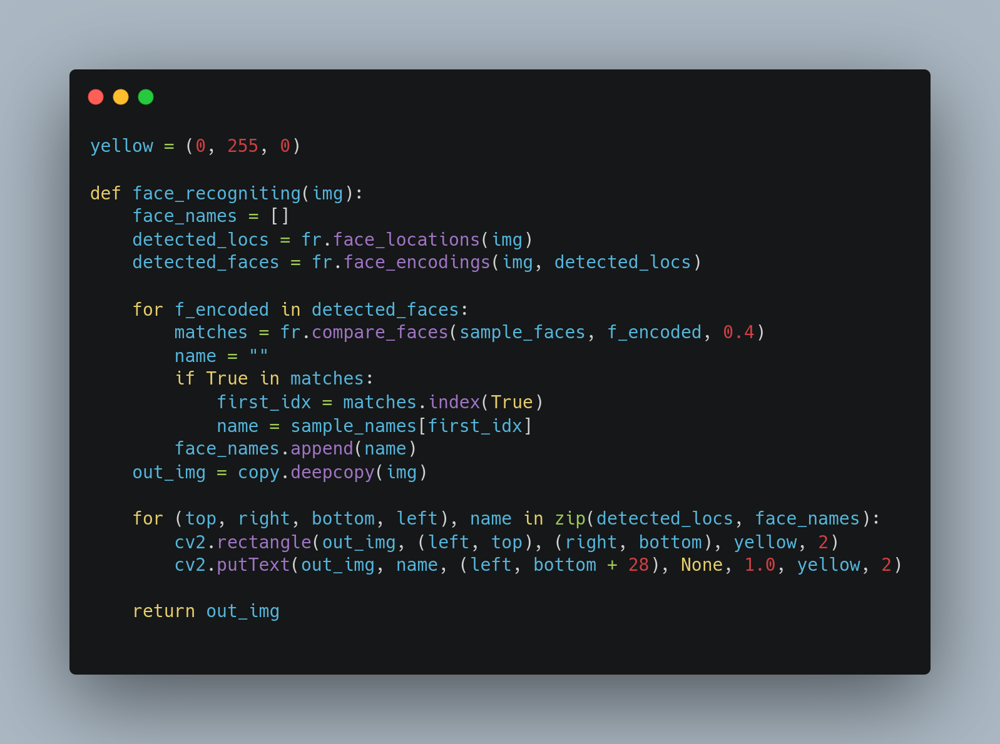 yellow = (0, 255, 0)

def face_recogniting(img):
    face_names = []
    detected_locs = fr.face_locations(img)
    detected_faces = fr.face_encodings(img, detected_locs)

    for f_encoded in detected_faces:
        matches = fr.compare_faces(sample_faces, f_encoded, 0.4)
        name = ""
        if True in matches:
            first_idx = matches.index(True)
            name = sample_names[first_idx]
        face_names.append(name)
    out_img = copy.deepcopy(img)

    for (top, right, bottom, left), name in zip(detected_locs, face_names):
        cv2.rectangle(out_img, (left, top), (right, bottom), yellow, 2)
        cv2.putText(out_img, name, (left, bottom + 28), None, 1.0, yellow, 2)

    return out_img